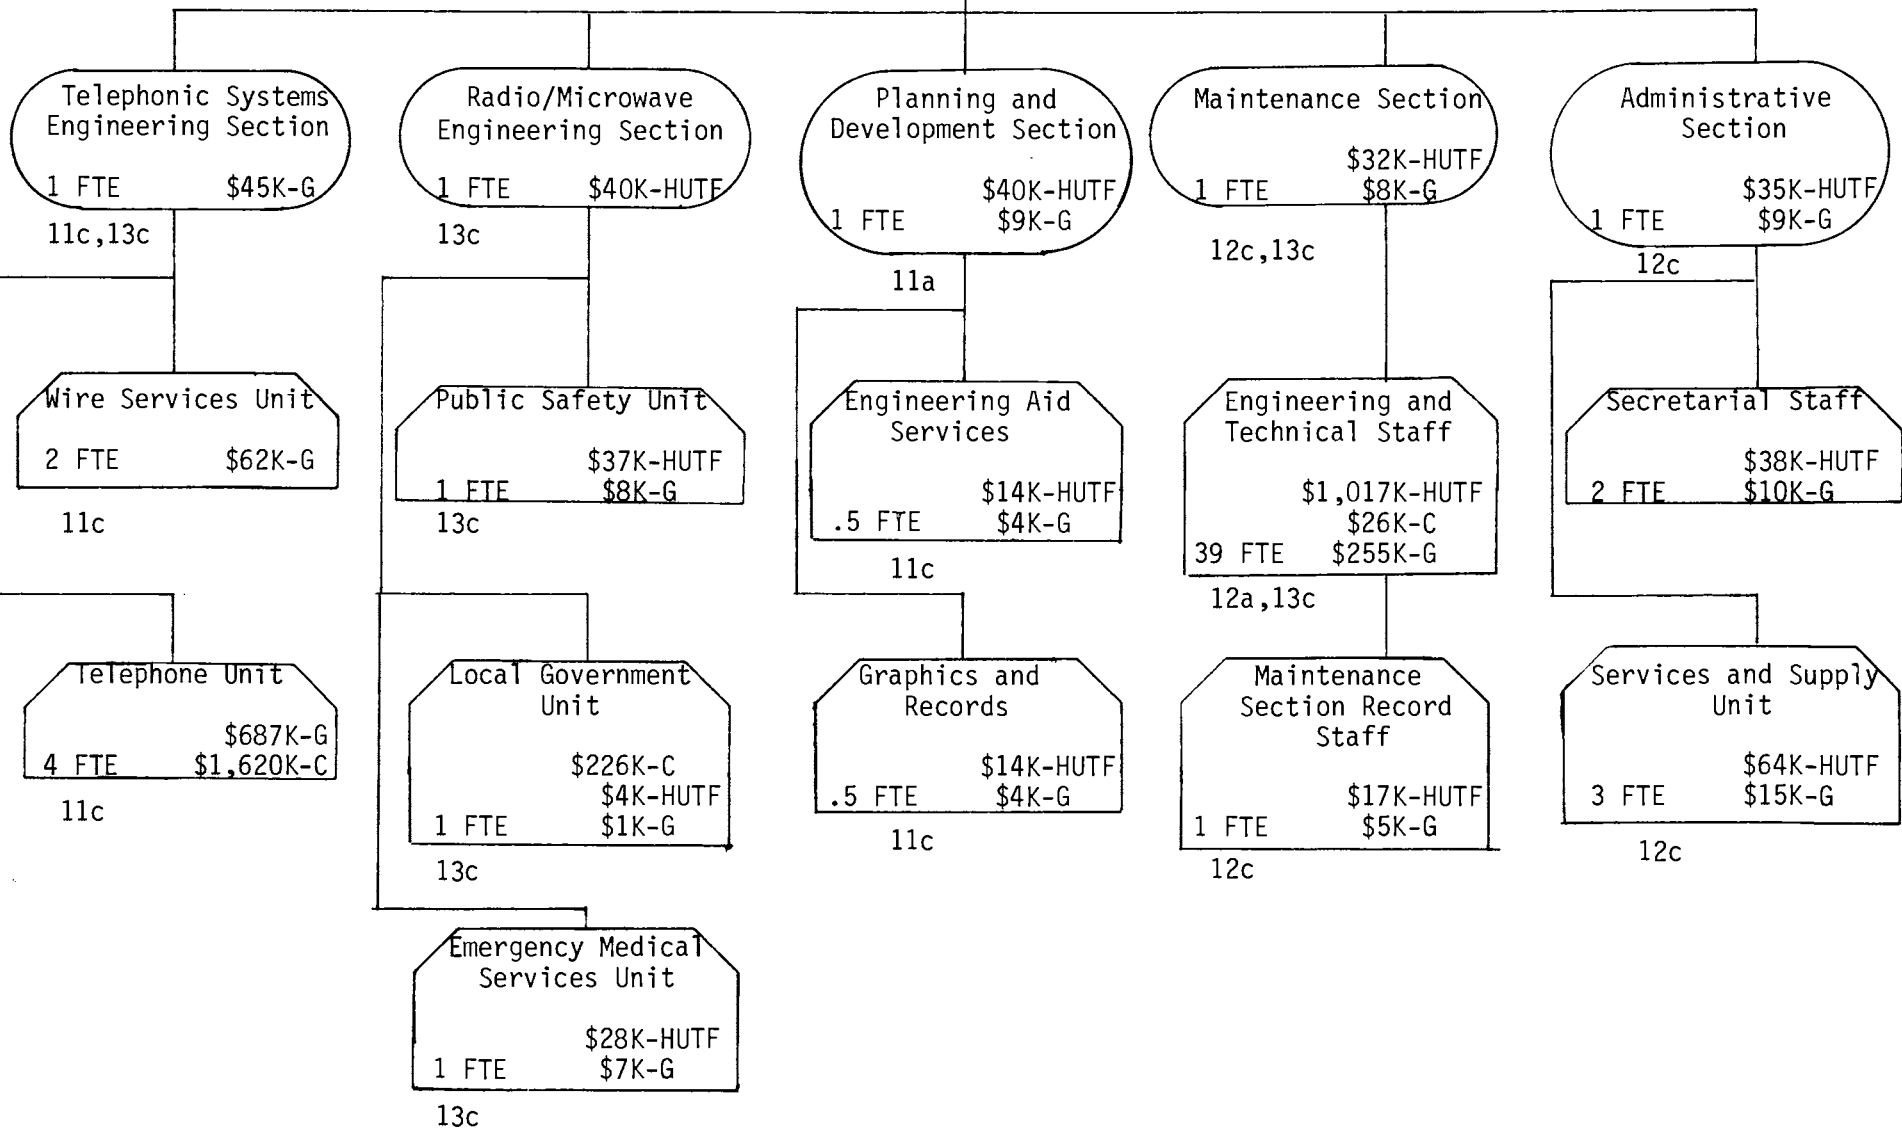 Telephonic Systems
Engineering Section
1 FTE $45K-G
11c,13c
Radio/Microwave
Engineering Section
1 FTE $40K-HUTF
13c
Planning and
Development Section
$40K-HUTF
1 FTE $9K-G
11a
Maintenance Section
$32K-HUTF
1 FTE $8K-G
12c,13c
Administrative
Section
$35K-HUTF
1 FTE $9K-G
12c
Wire Services Unit
2 FTE $62K-G
11c
Public Safety Unit
$37K-HUTF
1 FTE $8K-G
13c
Engineering Aid
Services
$14K-HUTF
.5 FTE $4K-G
11c
Engineering and
Technical Staff
$1,017K-HUTF
$26K-C
39 FTE $255K-G
12a,13c
Secretarial Staff
$38K-HUTF
2 FTE $10K-G
Telephone Unit
$687K-G
4 FTE $1,620K-C
11c
Local Government
Unit
$226K-C
$4K-HUTF
1 FTE $1K-G
13c
Graphics and
Records
$14K-HUTF
.5 FTE $4K-G
11c
Maintenance
Section Record
Staff
$17K-HUTF
1 FTE $5K-G
12c
Services and Supply
Unit
$64K-HUTF
3 FTE $15K-G
12c
Emergency Medical
Services Unit
$28K-HUTF
1 FTE $7K-G
13c